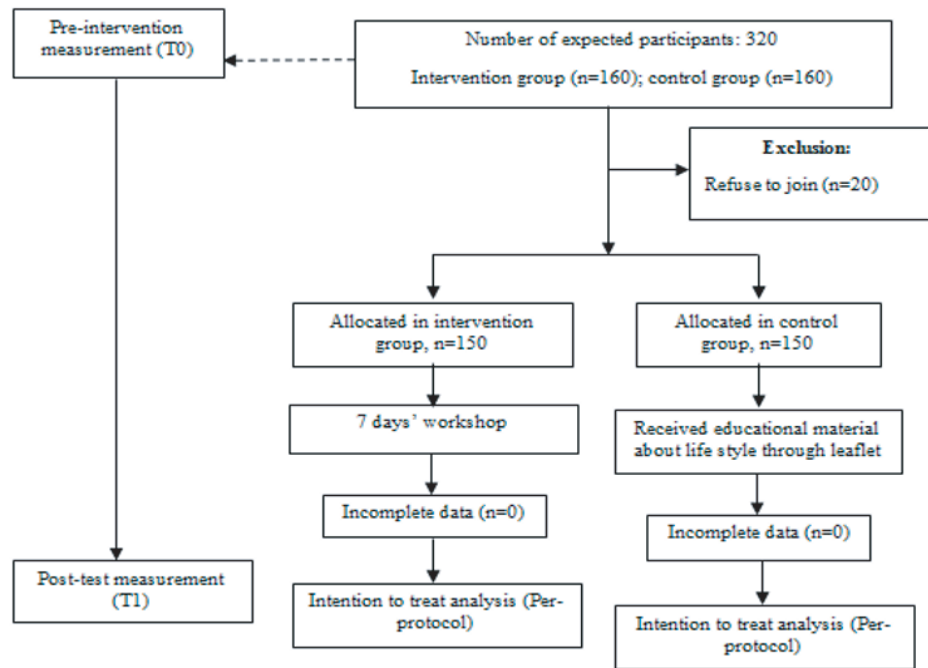 Pre-intervention
measurement (T0)
Number of expected participants: 320
Intervention group (n=160); control group (n=160)
Exclusion:
Refuse to join (n=20)
Allocated in intervention
group, n=150
Allocated in control
group, n=150
7 days’ workshop
Received educational material
about life style through leaflet
Incomplete data (n=0)
Incomplete data (n=0)
Post-test measurement
(T1)
Intention to treat analysis (Per-
protocol)
Intention to treat analysis (Per-
protocol)